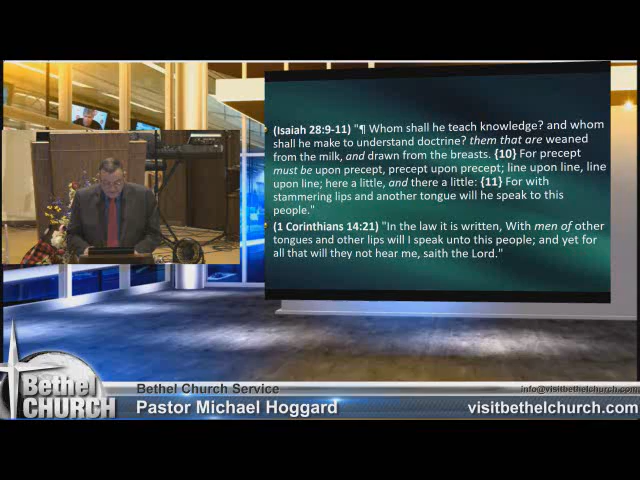 (Isaiah 28:9-11) "¶ Whom shall he teach knowledge? and whom
shall he make to understand doctrine? them that are weaned
from the milk, and drawn from the breasts. {10} For precept
must be upon precept, precept upon precept; line upon line, line
upon line; here a little, and there a little: {11} For with
stammering lips and another tongue will he speak to this
people."
(1 Corinthians 14:21) "In the law it is written, With men of other
tongues and other lips will I speak unto this people; and yet for
all that will they not hear me, saith the Lord."
Bethel
CHURCH
Bethel Church Service
info@visitbethelchurch.com
Pastor Michael Hoggard
visitbethelchurch.com